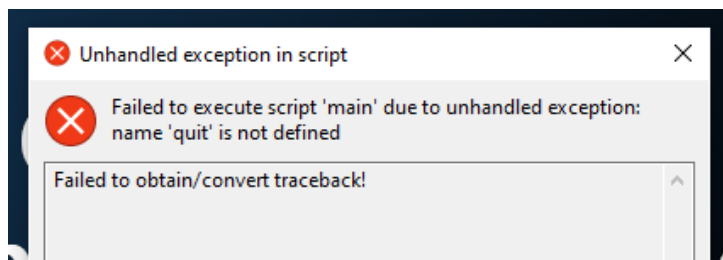 Unhandled exception in script
Failed to execute script 'main' due to unhandled exception:
name 'quit' is not defined
Failed to obtain/convert traceback!